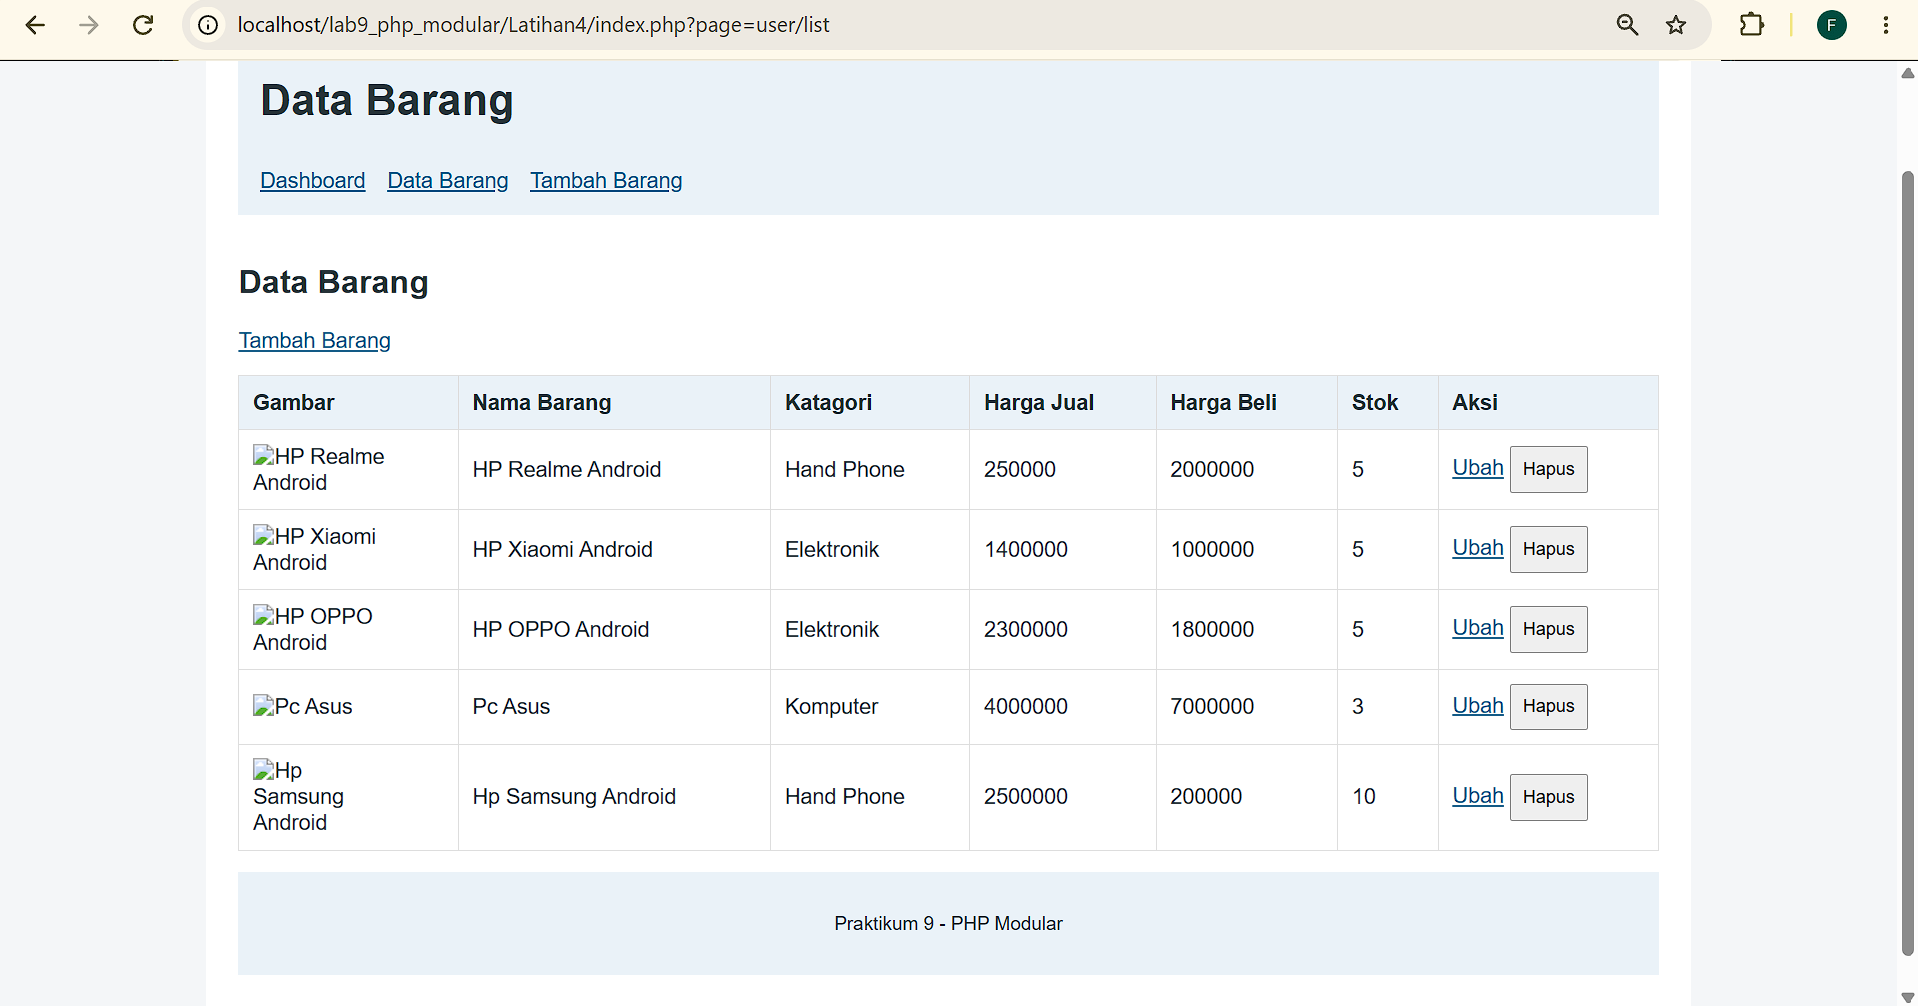 localhost/lab9_php_modular/Latihan4/index.php?page=user/list
F
Data Barang
Dashboard Data Barang Tambah Barang
Data Barang
Tambah Barang
Gambar Nama Barang Katagori Harga Jual Harga Beli Stok Aksi
HP Realme
Android
HP Realme Android Hand Phone 250000 2000000 5 Ubah Hapus
HP Xiaomi
Android
HP Xiaomi Android Elektronik 1400000 1000000 5 Ubah Hapus
HP OPPO
Android
HP OPPO Android Elektronik 2300000 1800000 5 Ubah Hapus
Pc Asus Pc Asus Komputer 4000000 7000000 3 Ubah Hapus
Hp
Samsung
Android
Hp Samsung Android Hand Phone 2500000 200000 10 Ubah Hapus
Praktikum 9 - PHP Modular